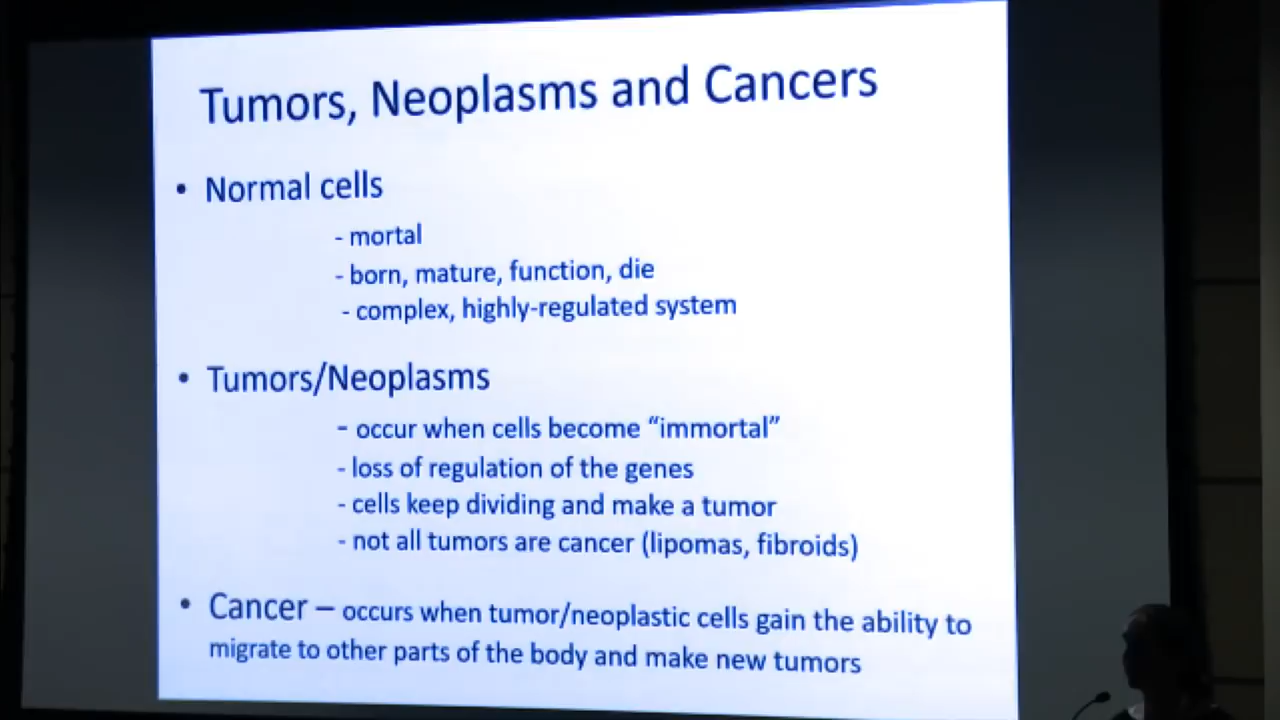 Tumors, Neoplasms and Cancers
• Normal cells
- mortal
- born, mature, function, die
- complex, highly-regulated system
• Tumors/Neoplasms
- occur when cells become “immortal”
- loss of regulation of the genes
- cells keep dividing and make a tumor
- not all tumors are cancer (lipomas, fibroids)
• Cancer – occurs when tumor/neoplastic cells gain the ability to
migrate to other parts of the body and make new tumors